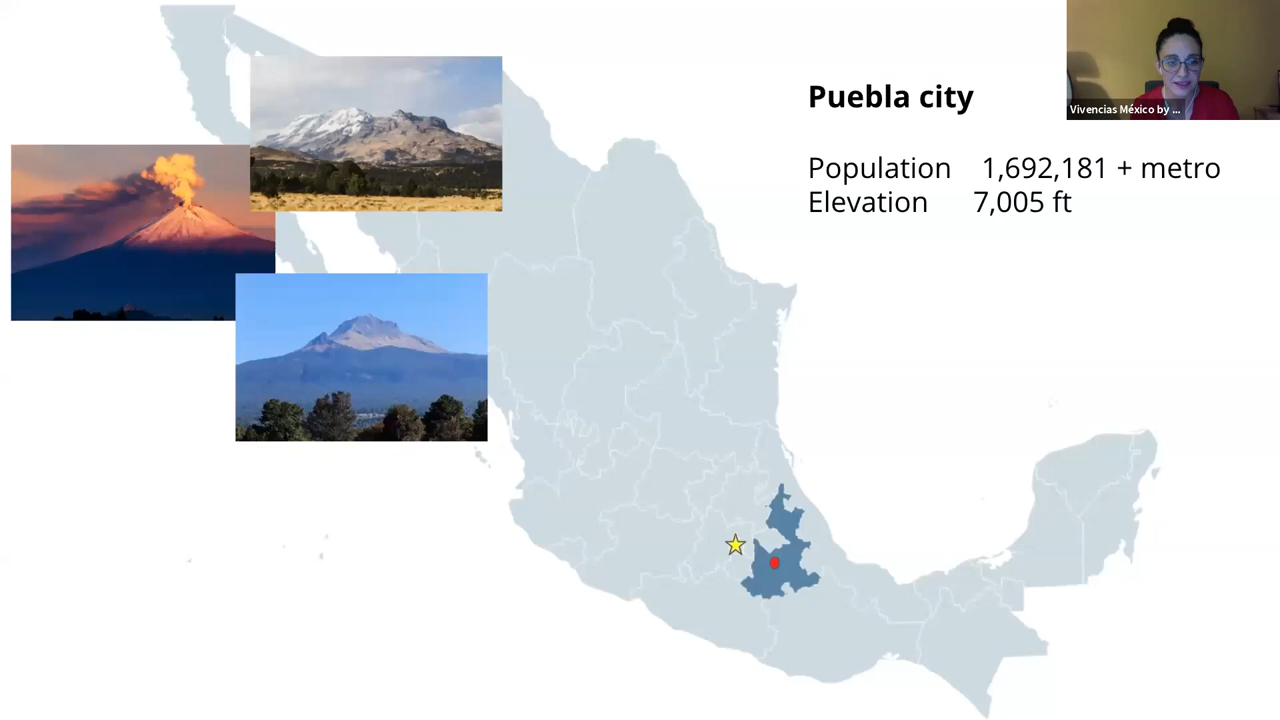 Puebla city
Vivencias México by ...
Population 1,692,181 + metro
Elevation 7,005 ft